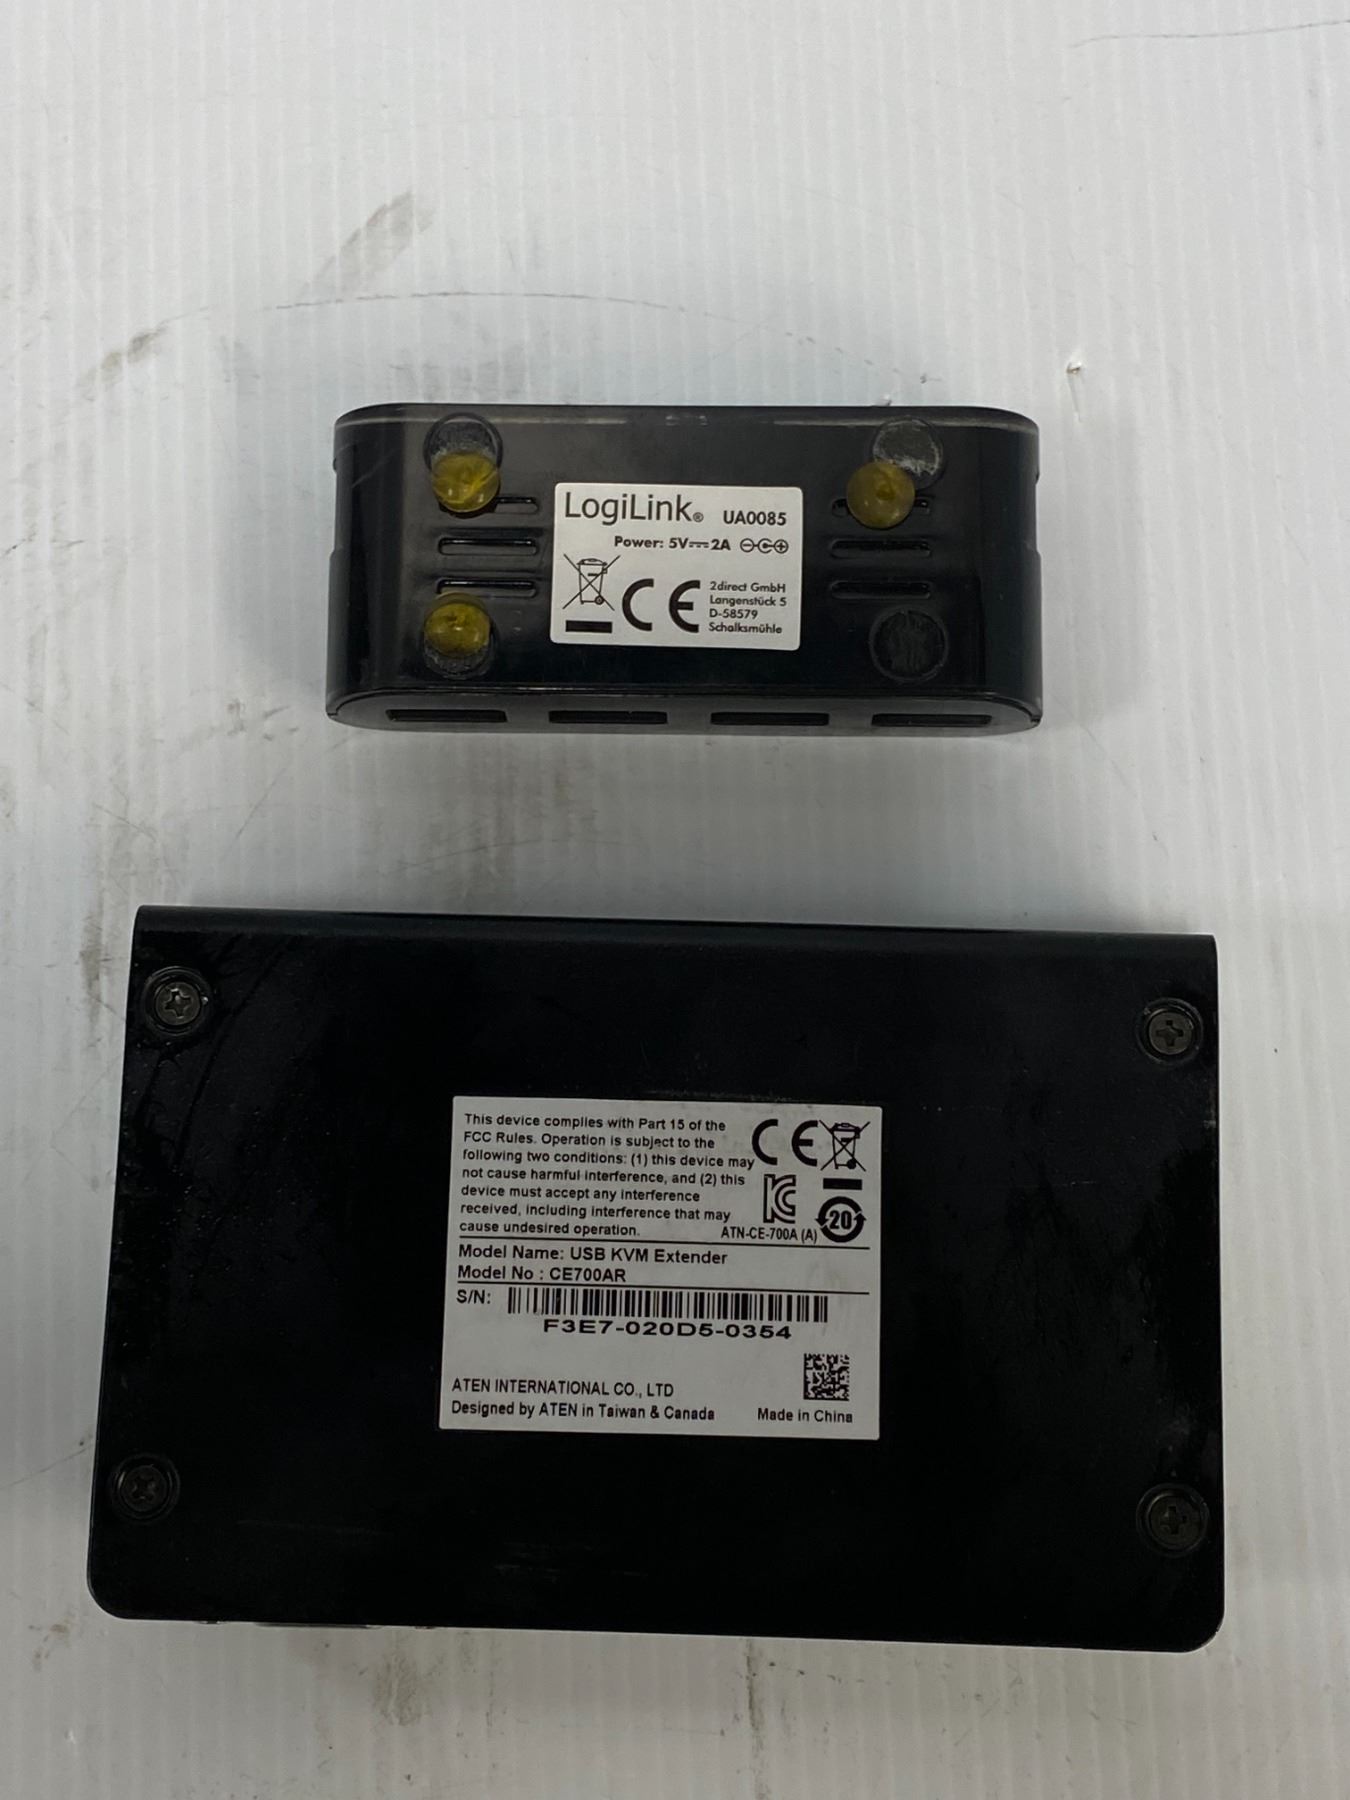 LogiLink® UA0085
Power: 5V⎓2A
2direct GmbH
Langenstück 5
D-58579
Schalksmühle
CE
This device complies with Part 15 of the
FCC Rules. Operation is subject to the
following two conditions: (1) this device may
not cause harmful interference, and (2) this
device must accept any interference
received, including interference that may
cause undesired operation.
CE
20
ATN-CE-700A (A)
Model Name: USB KVM Extender
Model No : CE700AR
S/N:
F3E7-020D5-0354
ATEN INTERNATIONAL CO., LTD
Designed by ATEN in Taiwan & Canada
Made in China